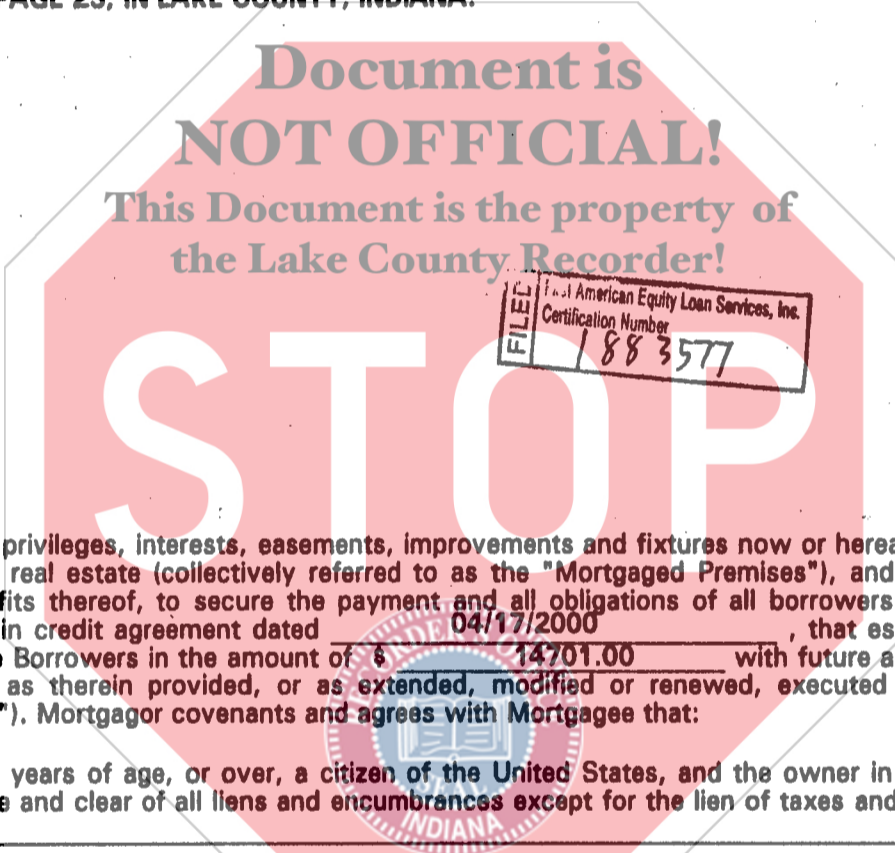 PAGE 23, IN LAKE COUNTY, INDIANA.
Document is
NOT OFFICIAL!
This Document is the property of
the Lake County Recorder!
FILED
American Equity Loan Services, Inc.
Certification Number
1883577
STOP
privileges, interests, easements, improvements and fixtures now or herea
real estate (collectively referred to as the "Mortgaged Premises"), and
fits thereof, to secure the payment and all obligations of all borrowers
in credit agreement dated 04/17/2000, that es
Borrowers in the amount of $ 14701.00 with future a
as therein provided, or as extended, modified or renewed, executed
"). Mortgagor covenants and agrees with Mortgagee that:
years of age, or over, a citizen of the United States, and the owner in
e and clear of all liens and encumbrances except for the lien of taxes and
RECORDER
SEAL
INDIANA